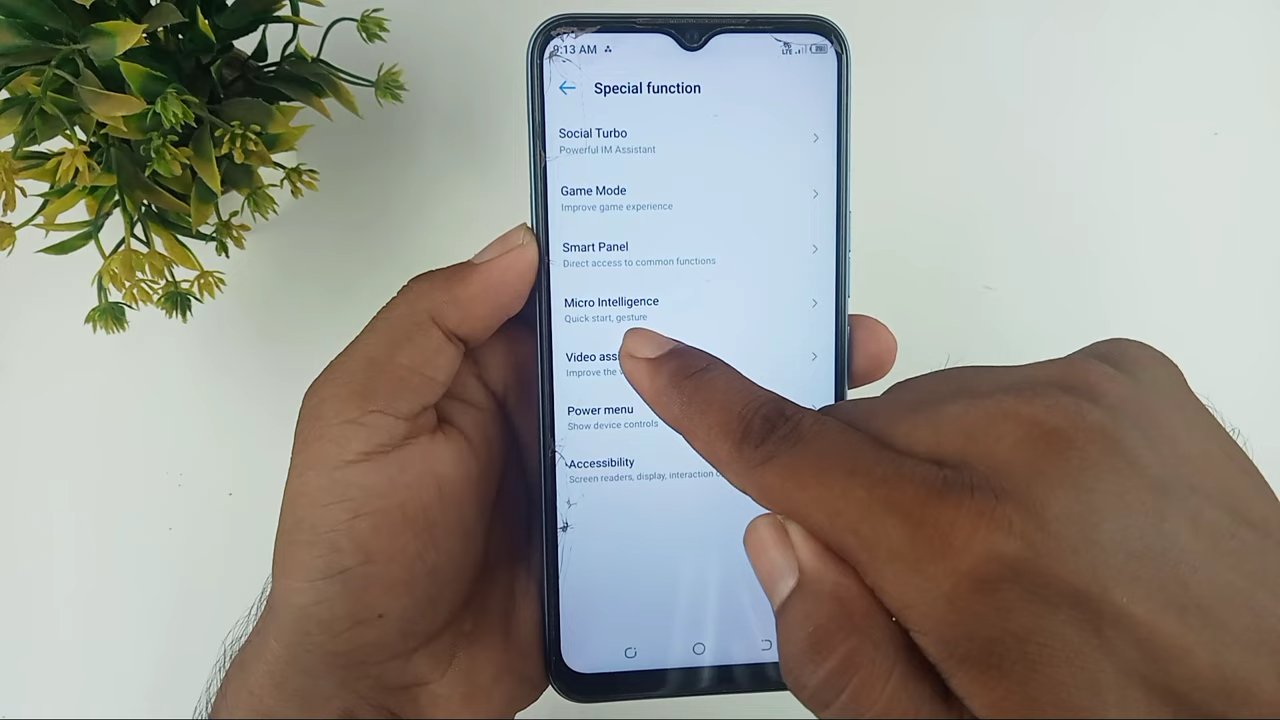 9:13 AM
LTE
Special function
Social Turbo
Powerful IM Assistant
Game Mode
Improve game experience
Smart Panel
Direct access to common functions
Micro Intelligence
Quick start, gesture
Video
Improve the
Power menu
Show device controls
Accessibility
Screen readers, display, interaction